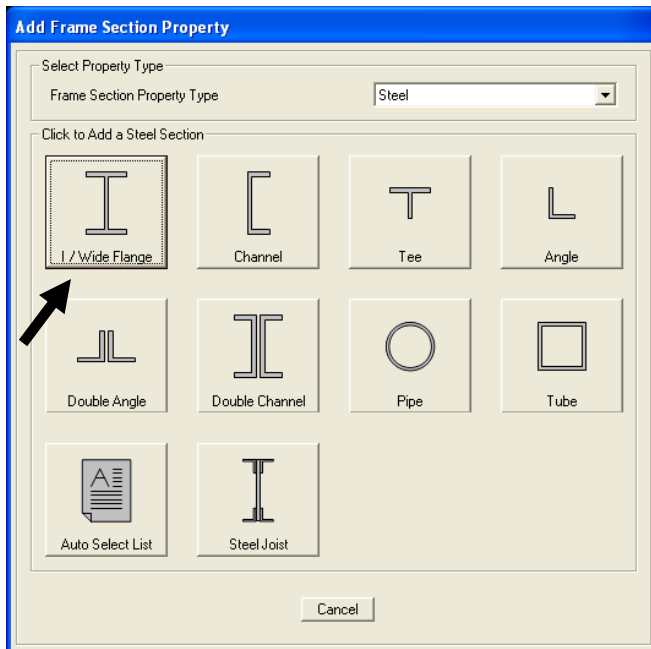 Add Frame Section Property
Select Property Type
Frame Section Property Type
Steel
Click to Add a Steel Section
I / Wide Flange
Channel
Tee
Angle
Double Angle
Double Channel
Pipe
Tube
A
Auto Select List
Steel Joist
Cancel